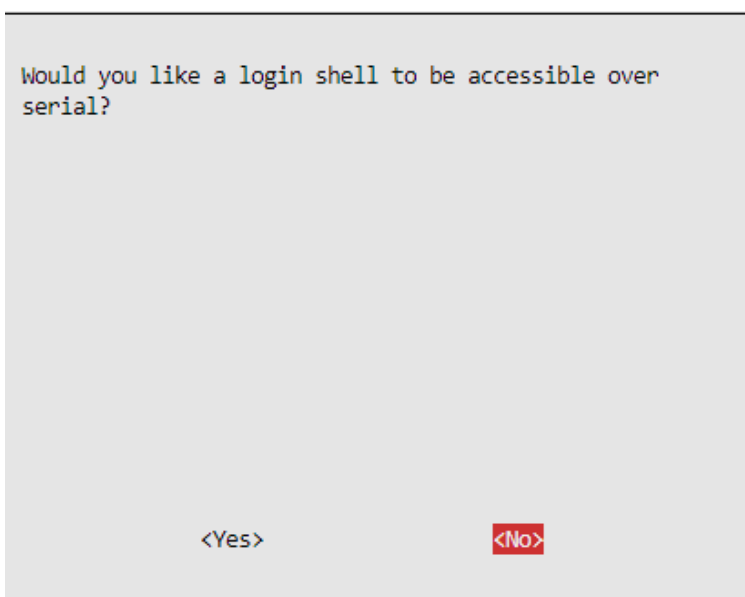 Would you like a login shell to be accessible over
serial?
<Yes> <No>